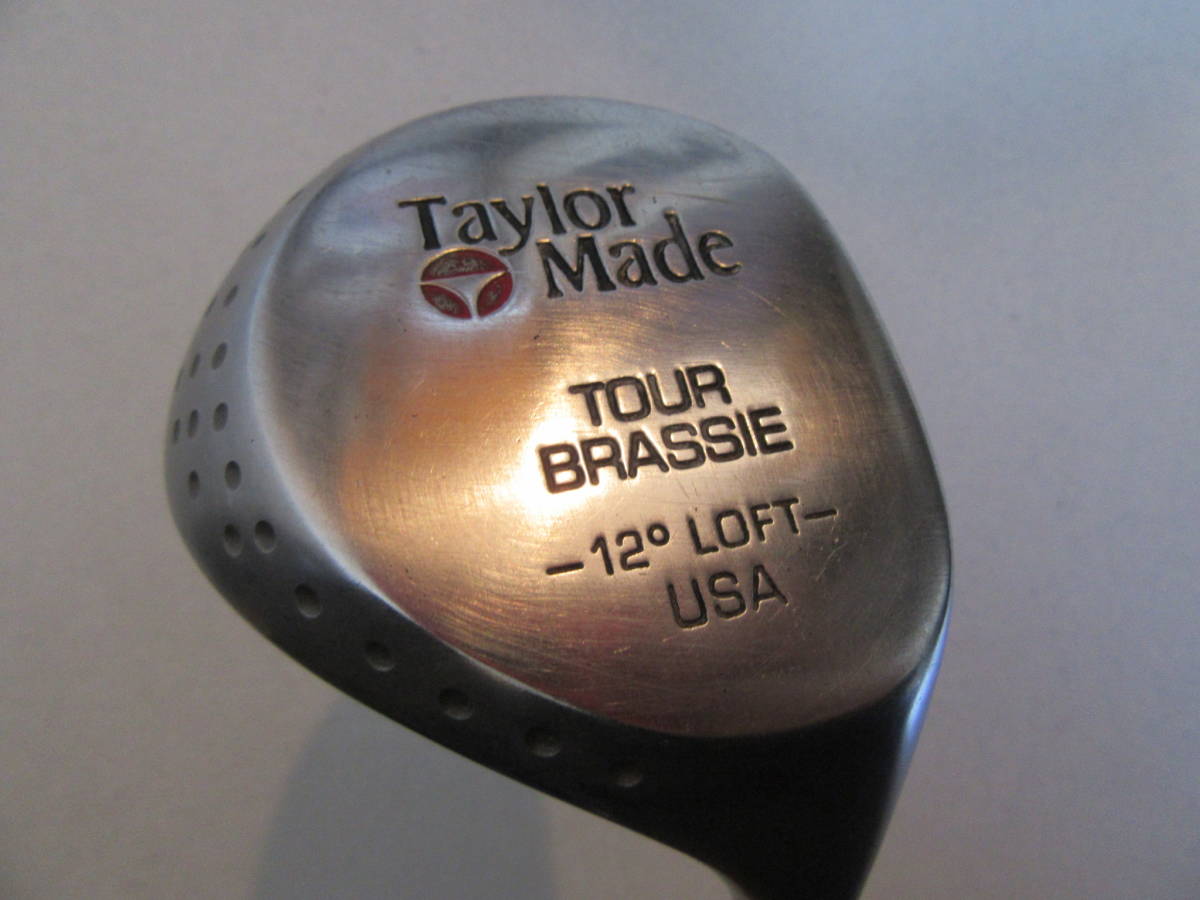 Taylor
Made
TOUR
BRASSIE
-12° LOFT-
USA